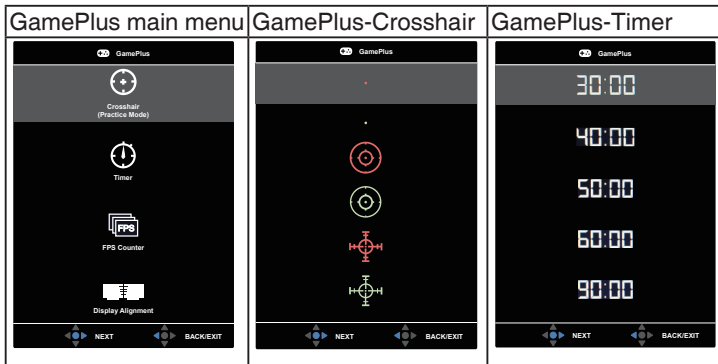 GamePlus main menu
GamePlus
Crosshair
(Practice Mode)
Timer
FPS
FPS Counter
Display Alignment
NEXT BACK/EXIT
GamePlus-Crosshair
GamePlus
NEXT BACK/EXIT
GamePlus-Timer
GamePlus
30:00
40:00
50:00
60:00
90:00
NEXT BACK/EXIT